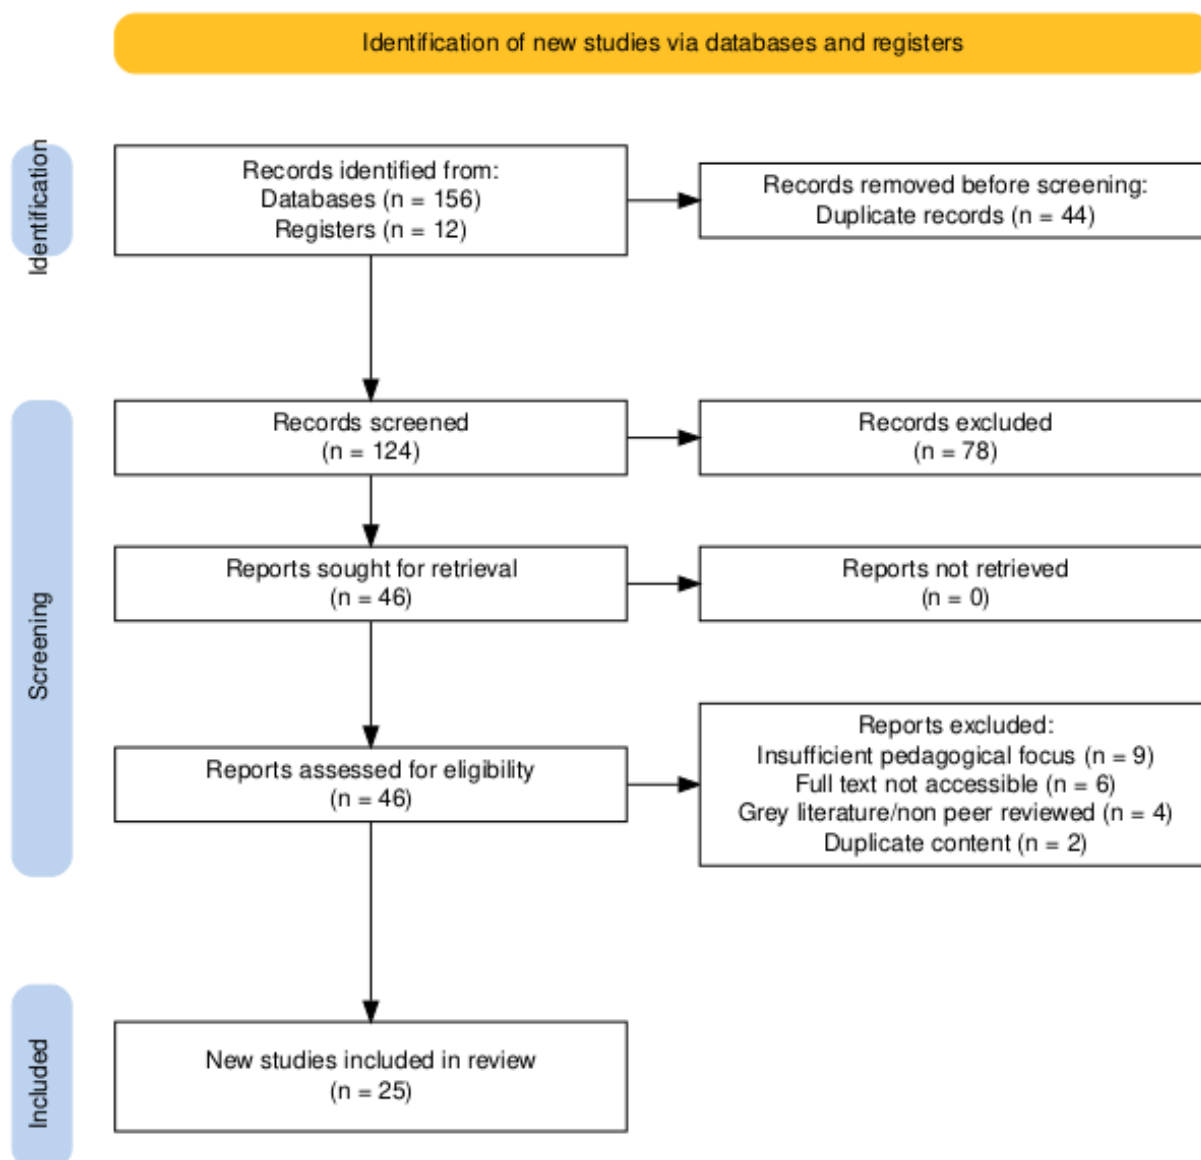 Identification of new studies via databases and registers
Identification
Records identified from:
Databases (n = 156)
Registers (n = 12)
Records removed before screening:
Duplicate records (n = 44)
Screening
Records screened
(n = 124)
Records excluded
(n = 78)
Reports sought for retrieval
(n = 46)
Reports not retrieved
(n = 0)
Reports assessed for eligibility
(n = 46)
Reports excluded:
Insufficient pedagogical focus (n = 9)
Full text not accessible (n = 6)
Grey literature/non peer reviewed (n = 4)
Duplicate content (n = 2)
Included
New studies included in review
(n = 25)